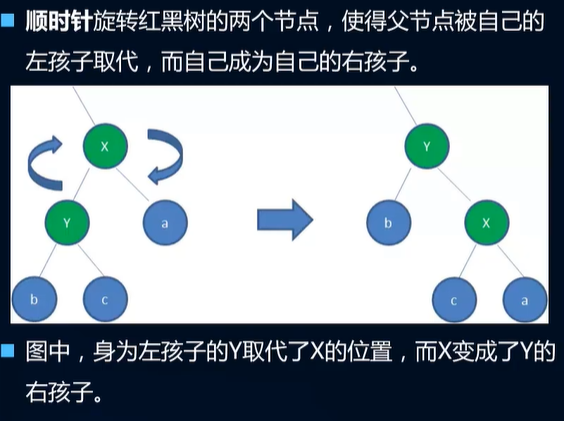 顺时针旋转红黑树的两个节点，使得父节点被自己的
左孩子取代，而自己成为自己的右孩子。
X Y
Y a b X
b c c a
图中，身为左孩子的Y取代了X的位置，而X变成了Y的
右孩子。